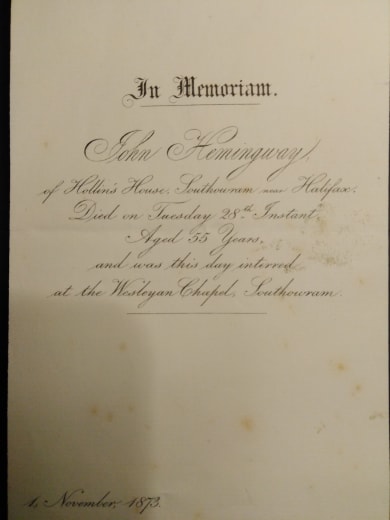 In Memoriam.
John Hemingway,
of Hollin's House, Southowram near Halifax,
Died on Tuesday 28th Instant,
Aged 55 Years,
and was this day interred
at the Wesleyan Chapel, Southowram.
1, November, 1873.